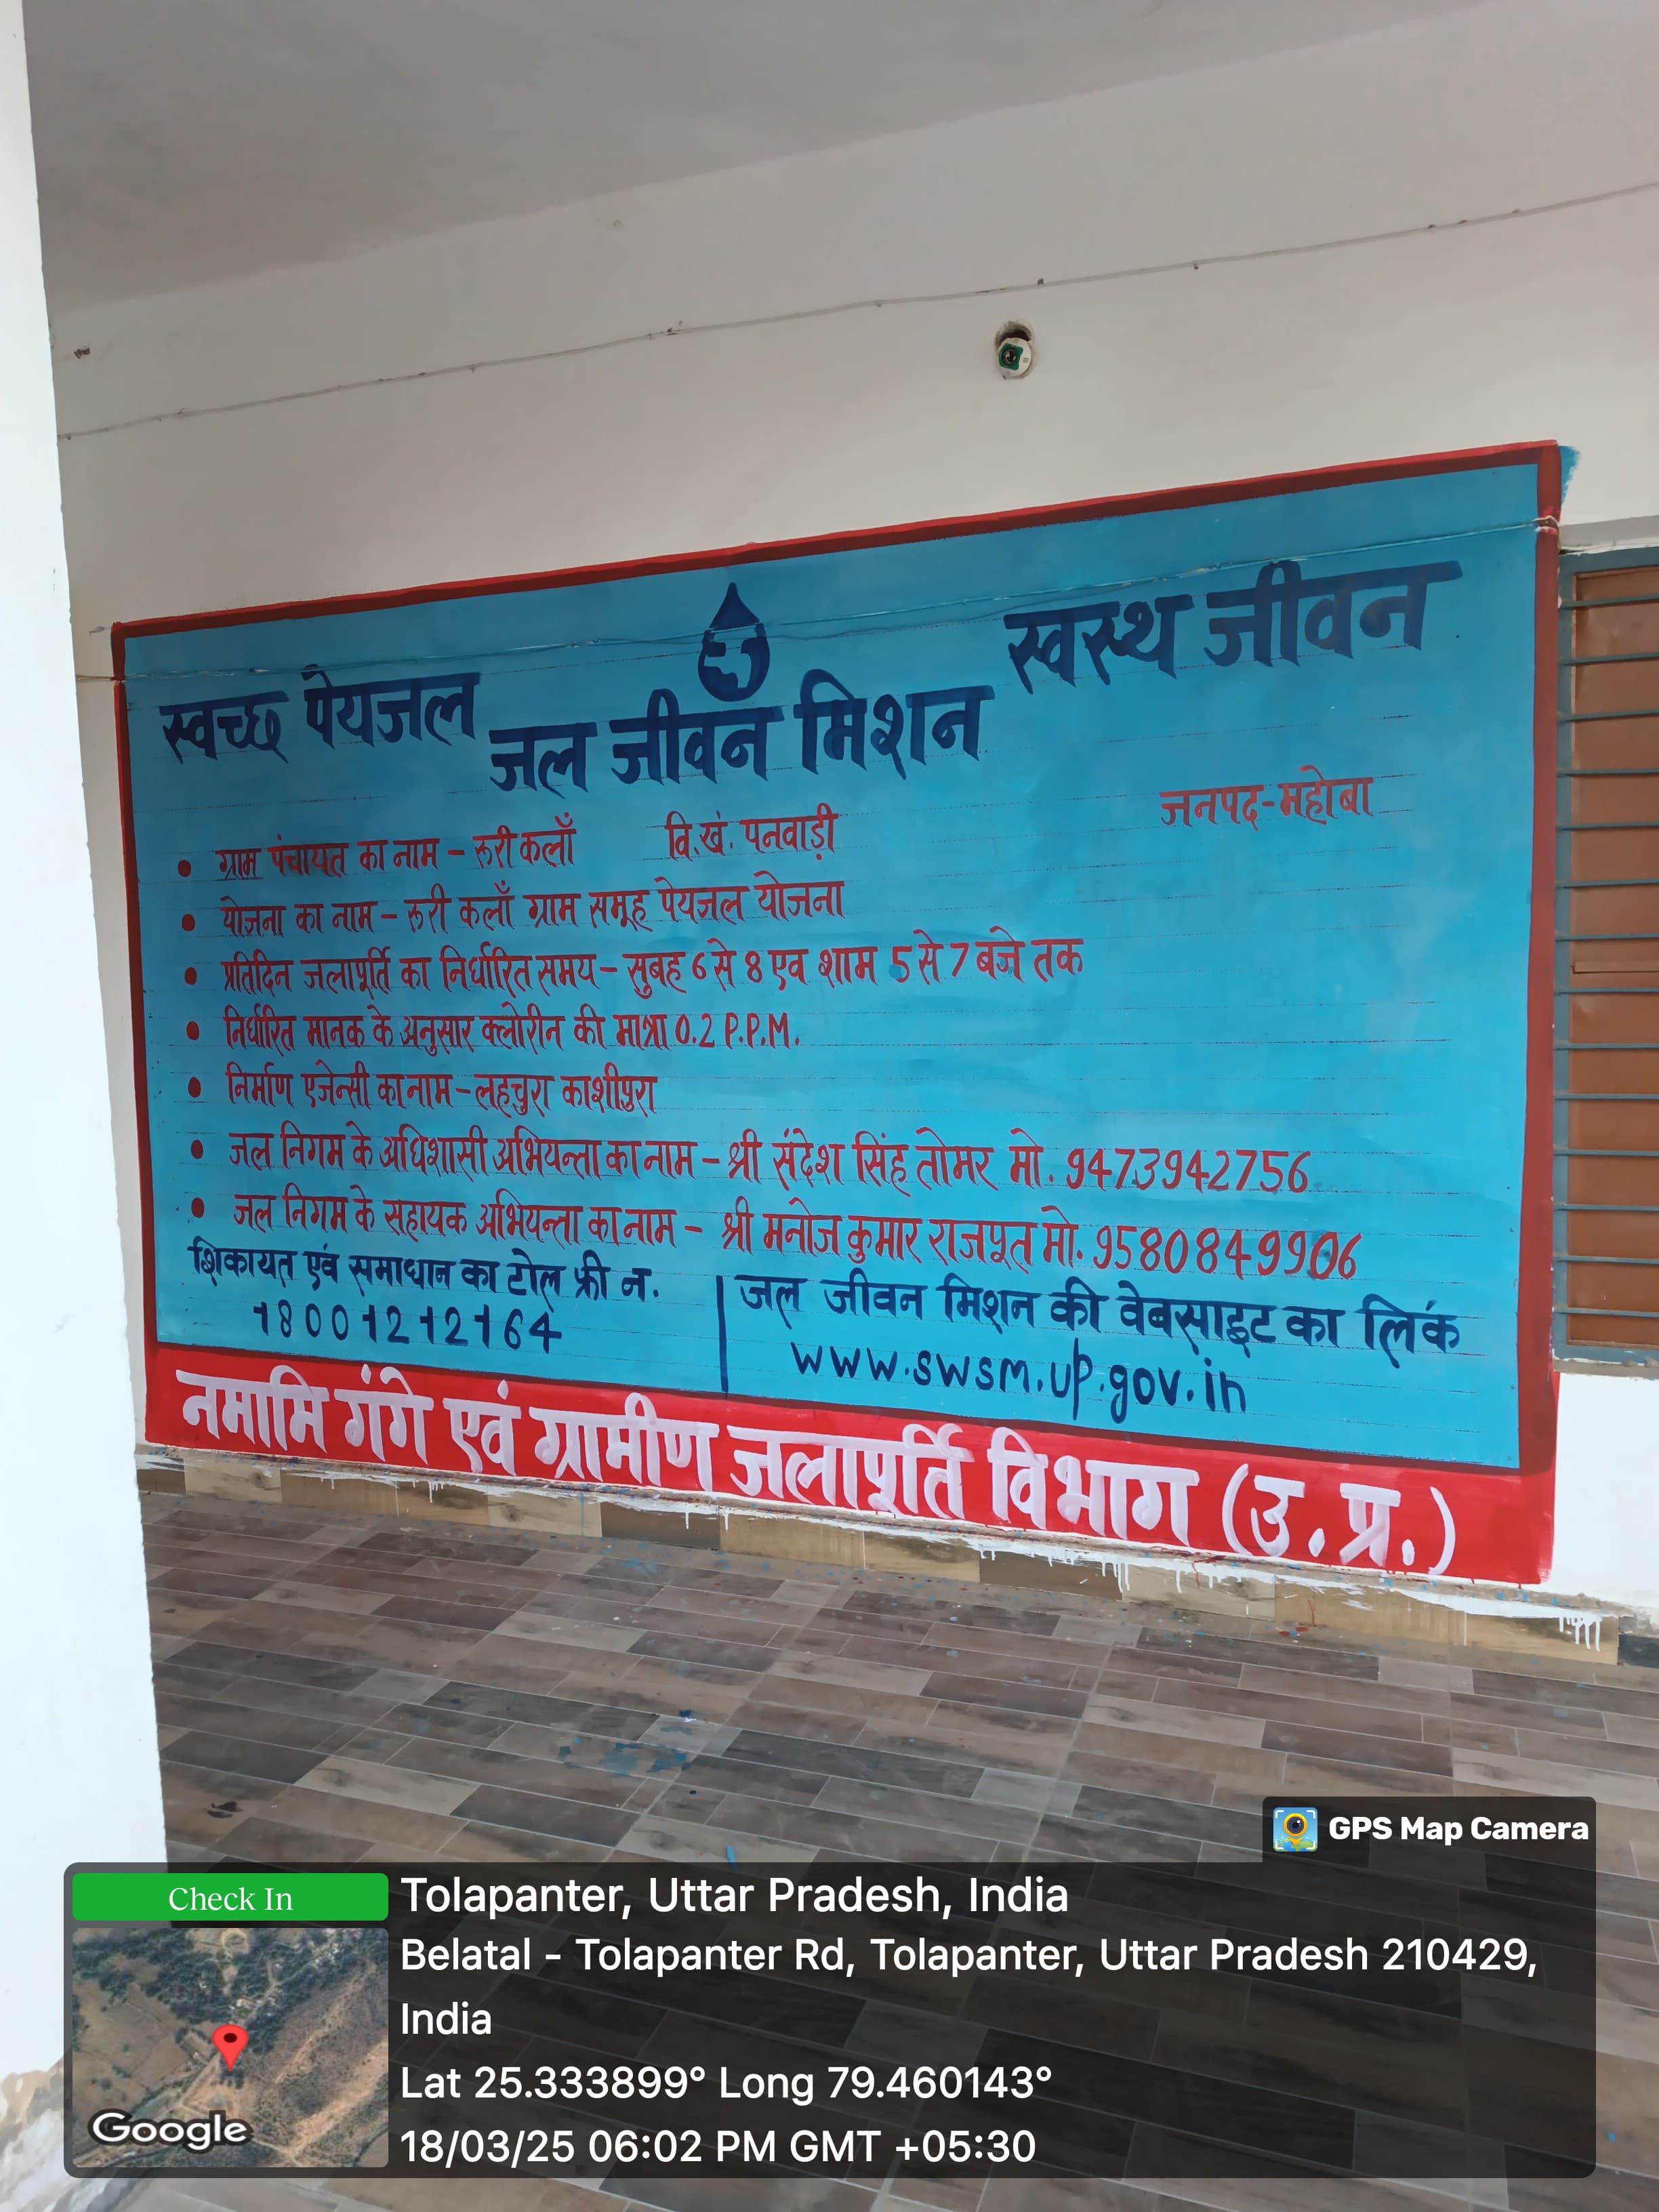 स्वच्छ पेयजल
स्वस्थ जीवन
जल जीवन मिशन
जनपद-महोबा
• ग्राम पंचायत का नाम – रूरी कलाँ वि.खं. पनवाड़ी
• योजना का नाम – रूरी कलाँ ग्राम समूह पेयजल योजना
• प्रतिदिन जलापूर्ति का निर्धारित समय – सुबह 6 से 8 एव शाम 5 से 7 बजे तक
• निर्धारित मानक के अनुसार क्लोरीन की मात्रा 0.2 P.P.M.
• निर्माण एजेन्सी का नाम – लहचुरा काशीपुरा
• जल निगम के अधिशासी अभियन्ता का नाम – श्री संदेश सिंह तोमर मो. 9473942756
• जल निगम के सहायक अभियन्ता का नाम – श्री मनोज कुमार राजपूत मो. 9580849906
शिकायत एवं समाधान का टोल फ्री न.
18001212164
जल जीवन मिशन की वेबसाइट का लिंक
www.swsm.up.gov.in
नमामि गंगे एवं ग्रामीण जलापूर्ति विभाग (उ.प्र.)
GPS Map Camera
Check In
Tolapanter, Uttar Pradesh, India
Belatal - Tolapanter Rd, Tolapanter, Uttar Pradesh 210429,
India
Lat 25.333899° Long 79.460143°
18/03/25 06:02 PM GMT +05:30
Google